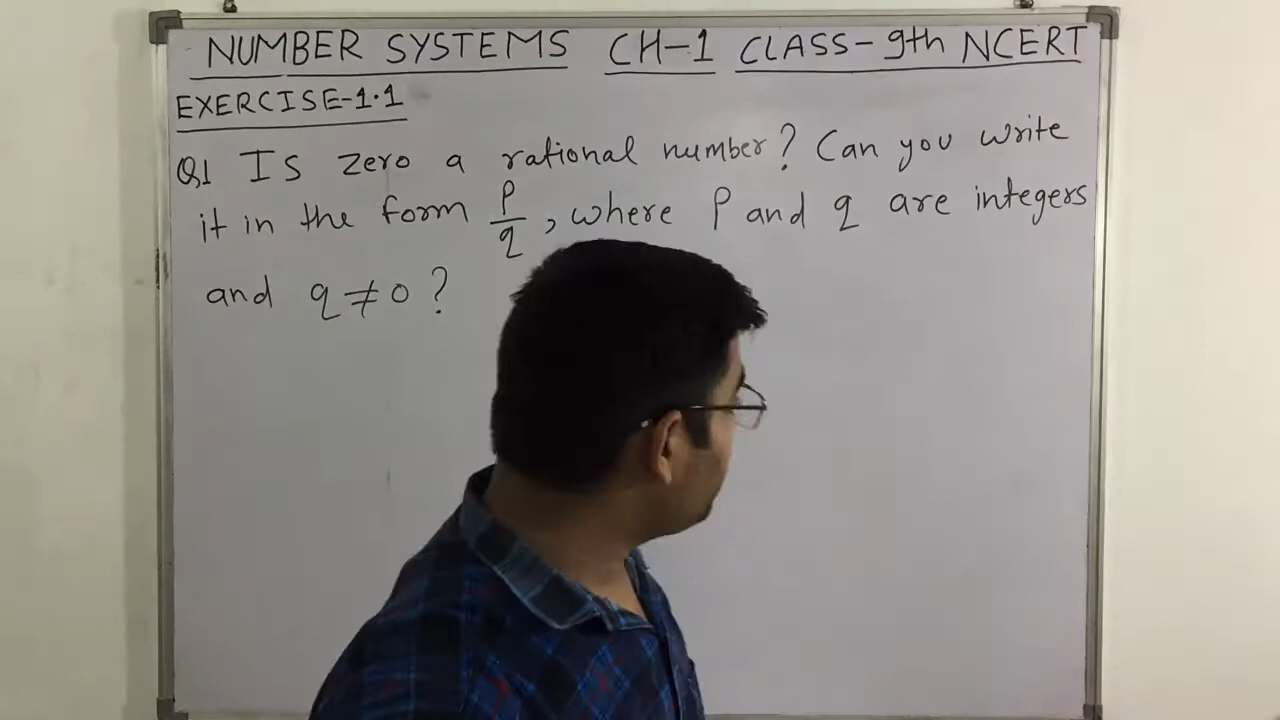 NUMBER SYSTEMS CH-1 CLASS-9th NCERT
EXERCISE-1.1
Q1 Is zero a rational number? Can you write
it in the form p/q, where p and q are integers
and q≠0?